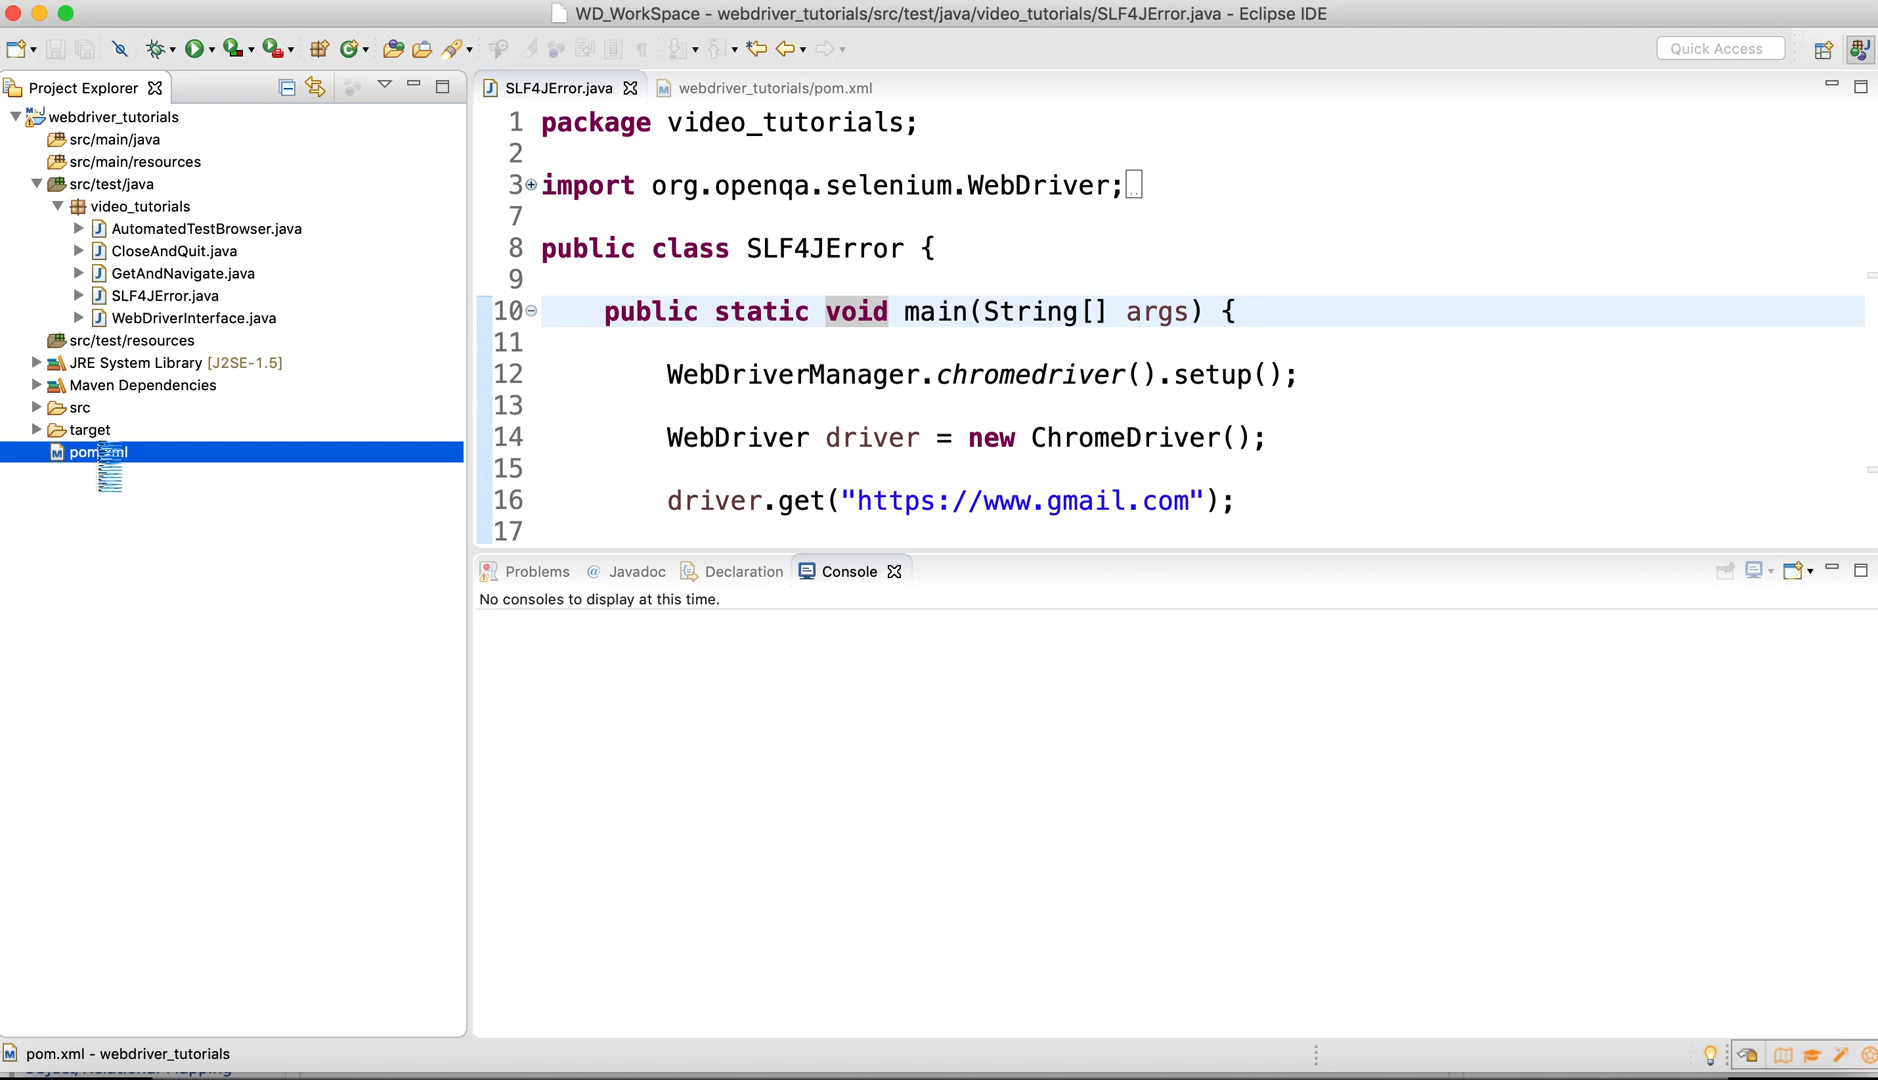 WD_WorkSpace - webdriver_tutorials/src/test/java/video_tutorials/SLF4JError.java - Eclipse IDE
Quick Access
Project Explorer
webdriver_tutorials
src/main/java
src/main/resources
src/test/java
video_tutorials
AutomatedTestBrowser.java
CloseAndQuit.java
GetAndNavigate.java
SLF4JError.java
WebDriverInterface.java
src/test/resources
JRE System Library [J2SE-1.5]
Maven Dependencies
src
target
pom.xml
SLF4JError.java webdriver_tutorials/pom.xml
1 package video_tutorials;
2
3 import org.openqa.selenium.WebDriver;
7
8 public class SLF4JError {
9
10 public static void main(String[] args) {
11
12 WebDriverManager.chromedriver().setup();
13
14 WebDriver driver = new ChromeDriver();
15
16 driver.get("https://www.gmail.com");
17
Problems @ Javadoc Declaration Console
No consoles to display at this time.
pom.xml - webdriver_tutorials